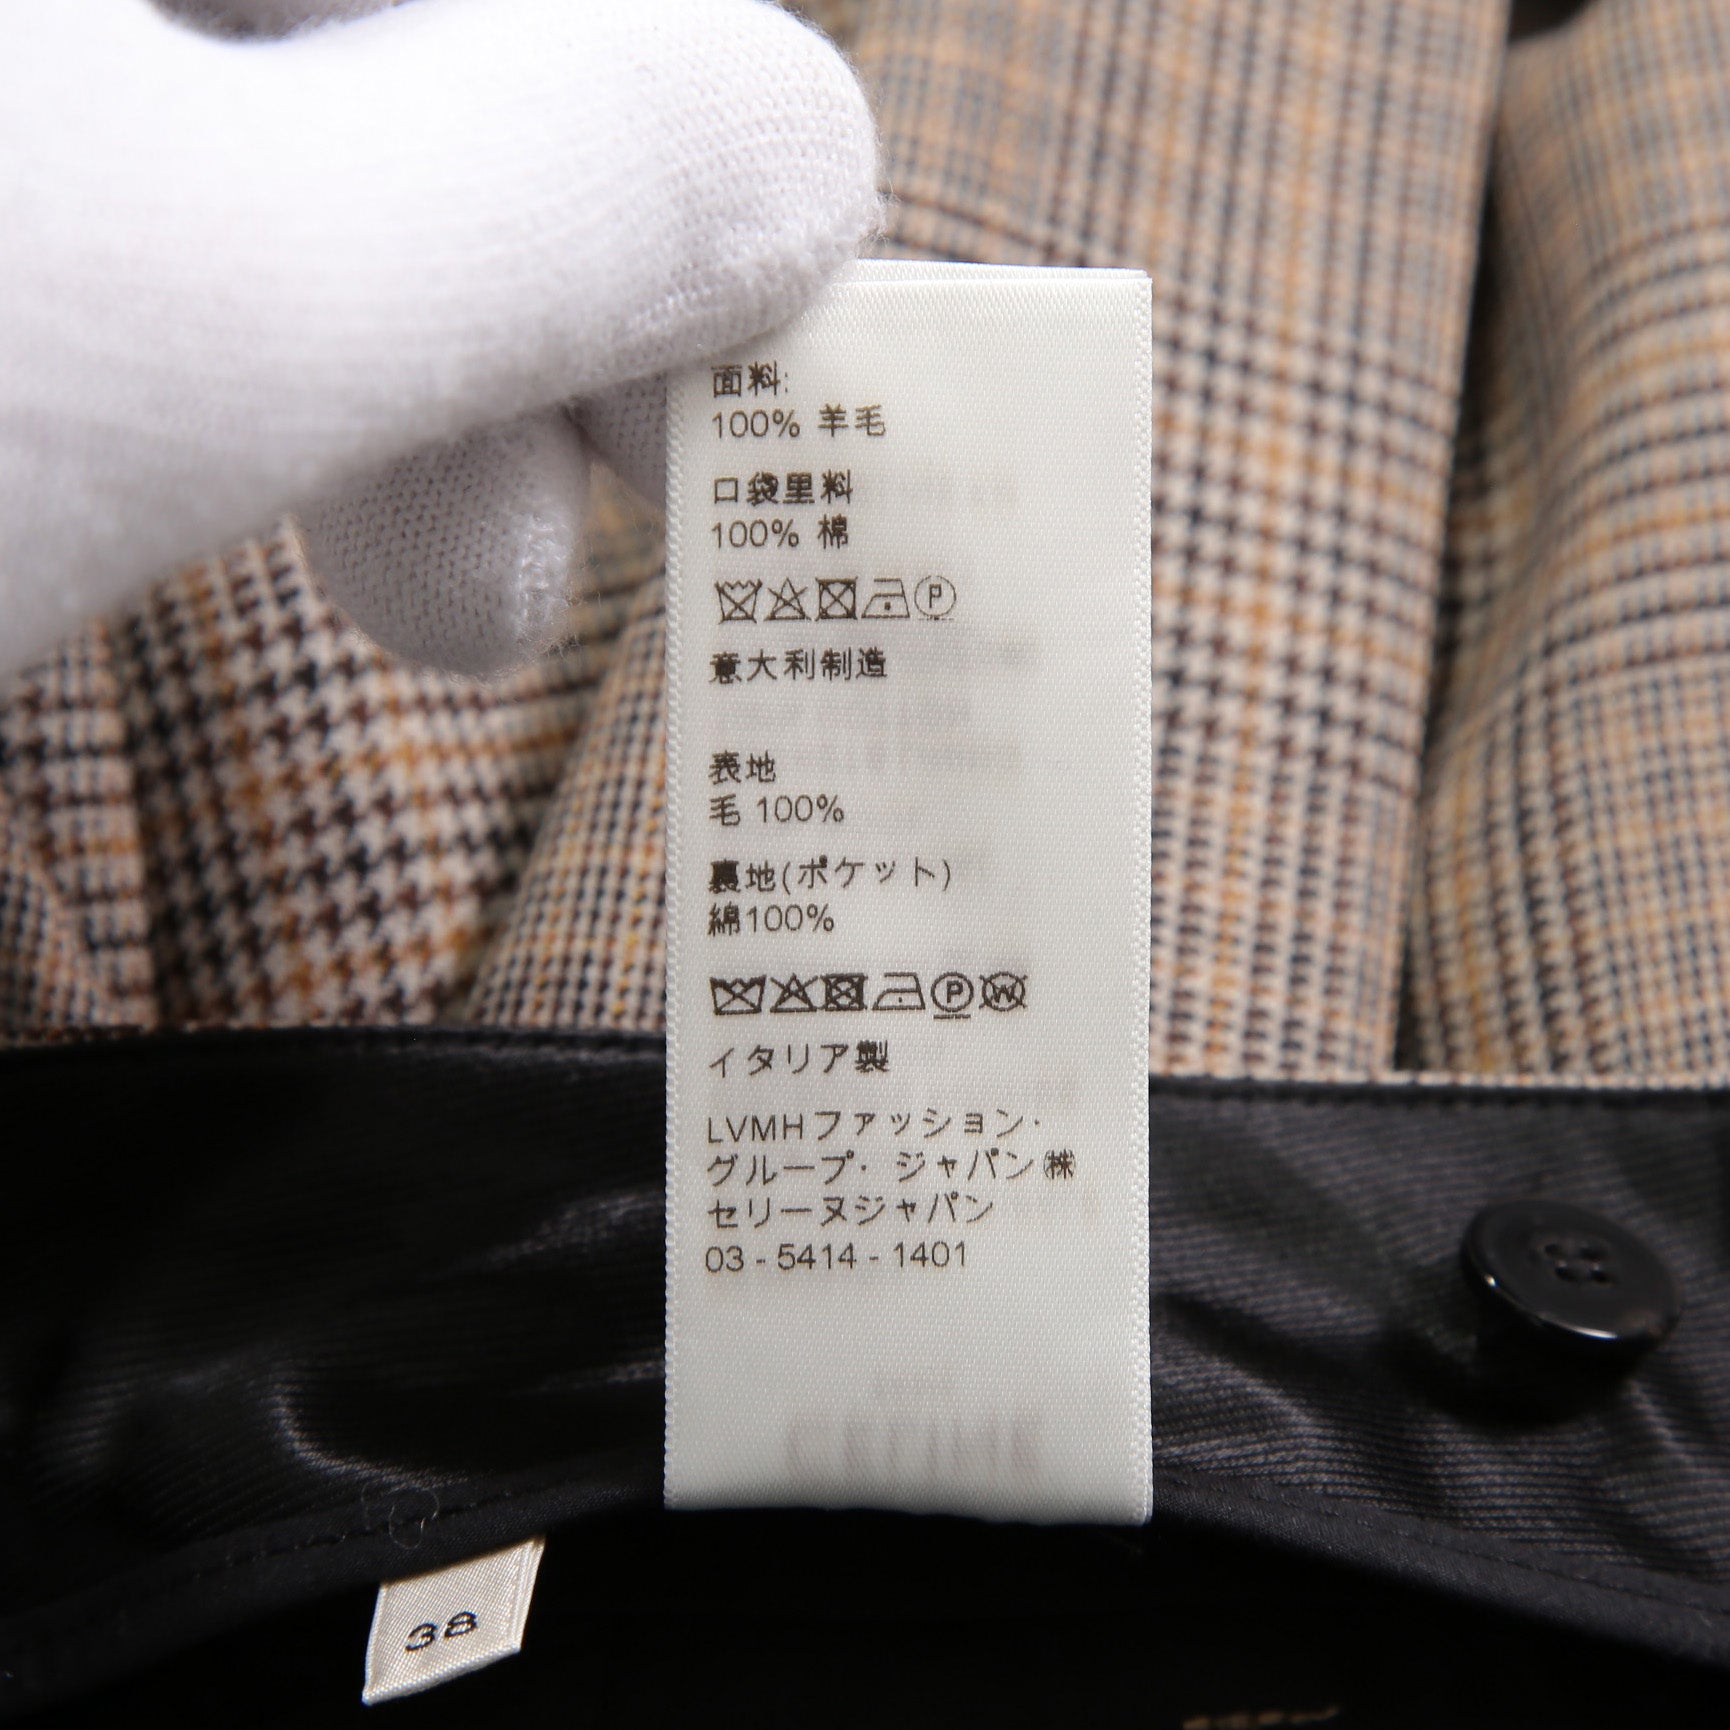 面料:
100% 羊毛
口袋里料
100% 棉
P
意大利制造
表地
毛 100%
裏地(ポケット)
綿100%
P W
イタリア製
LVMHファッション・
グループ・ジャパン㈱
セリーヌジャパン
03 - 5414 - 1401
38